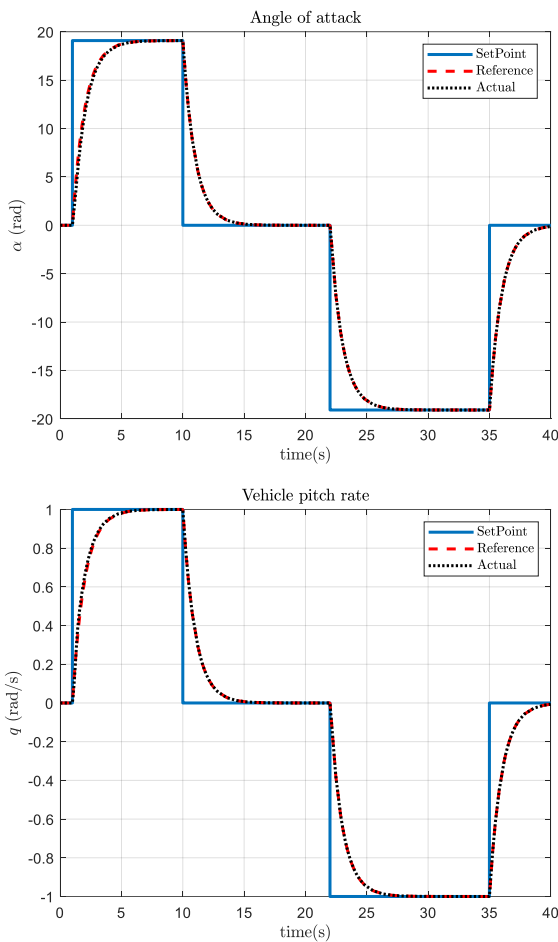 Angle of attack
20
15
10
5
0
-5
-10
-15
-20
α (rad)
SetPoint
Reference
Actual
0 5 10 15 20 25 30 35 40
time(s)
Vehicle pitch rate
1
0.8
0.6
0.4
0.2
0
-0.2
-0.4
-0.6
-0.8
-1
q (rad/s)
SetPoint
Reference
Actual
0 5 10 15 20 25 30 35 40
time(s)